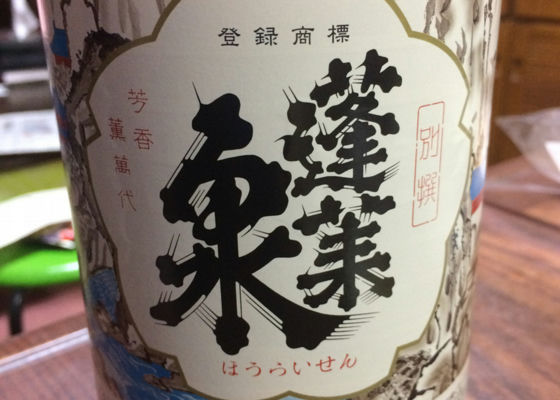 登録商標
別撰
蓬莱
泉
芳香
薫萬代
ほうらいせん